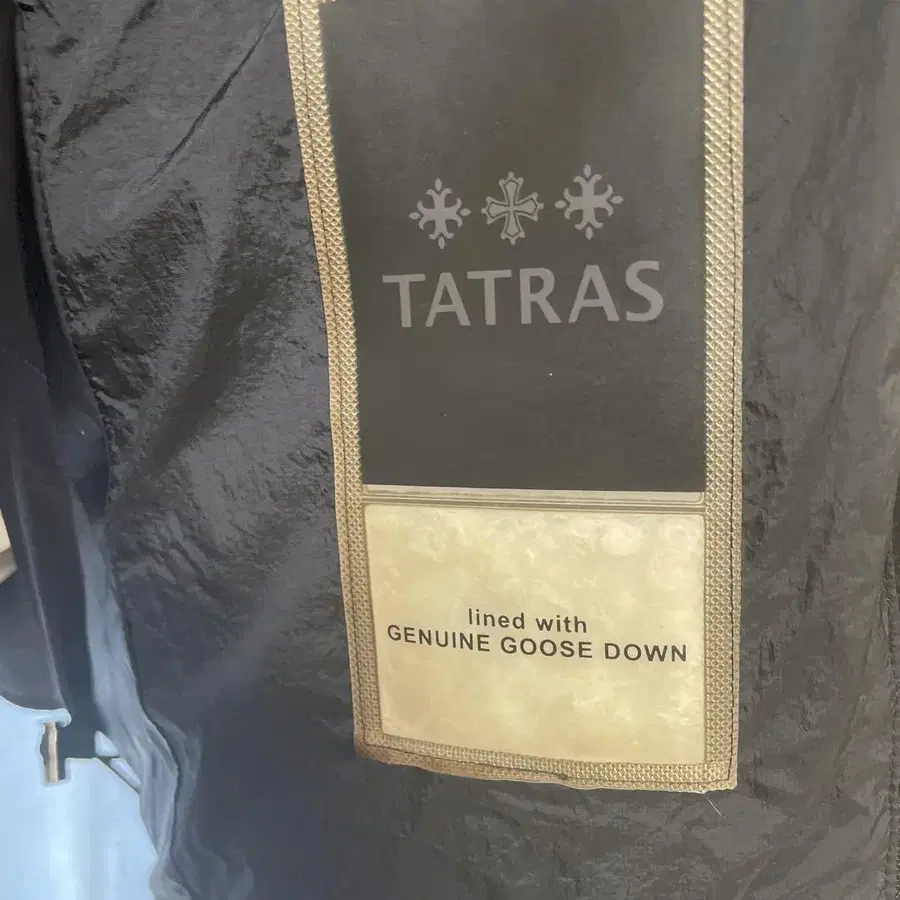 TATRAS
lined with
GENUINE GOOSE DOWN